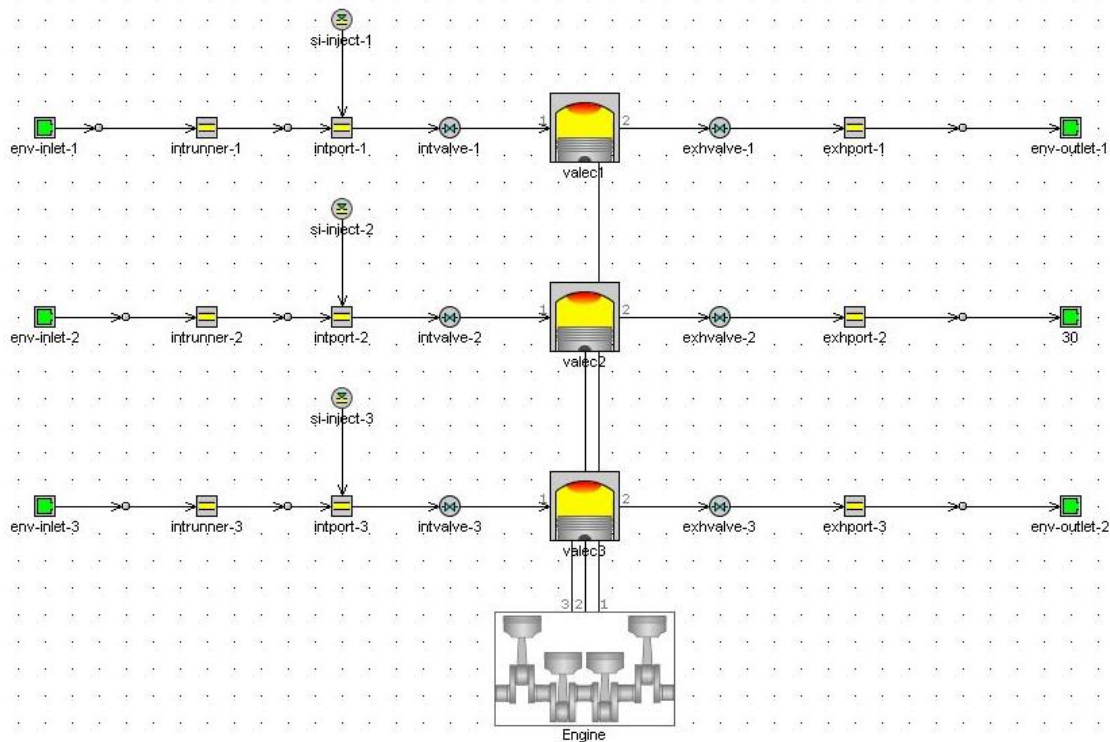 si-inject-1
1 2
env-inlet-1 intrunner-1 intport-1 intvalve-1 valec1 exhvalve-1 exhport-1 env-outlet-1
si-inject-2
1 2
env-inlet-2 intrunner-2 intport-2 intvalve-2 valec2 exhvalve-2 exhport-2 30
si-inject-3
1 2
env-inlet-3 intrunner-3 intport-3 intvalve-3 valec3 exhvalve-3 exhport-3 env-outlet-2
3 2 1
Engine